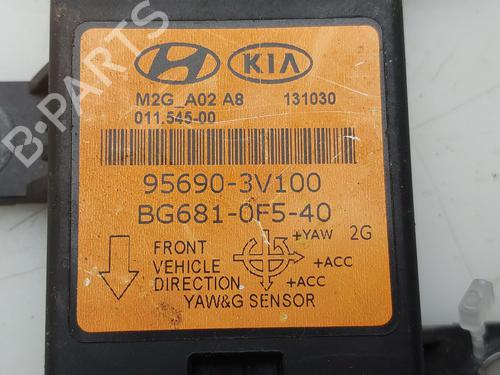 B-PARTS
KIA
M2G_A02 A8 131030
011.545-00
95690-3V100
BG681-0F5-40
FRONT +YAW 2G
VEHICLE +ACC
DIRECTION +ACC
YAW&G SENSOR